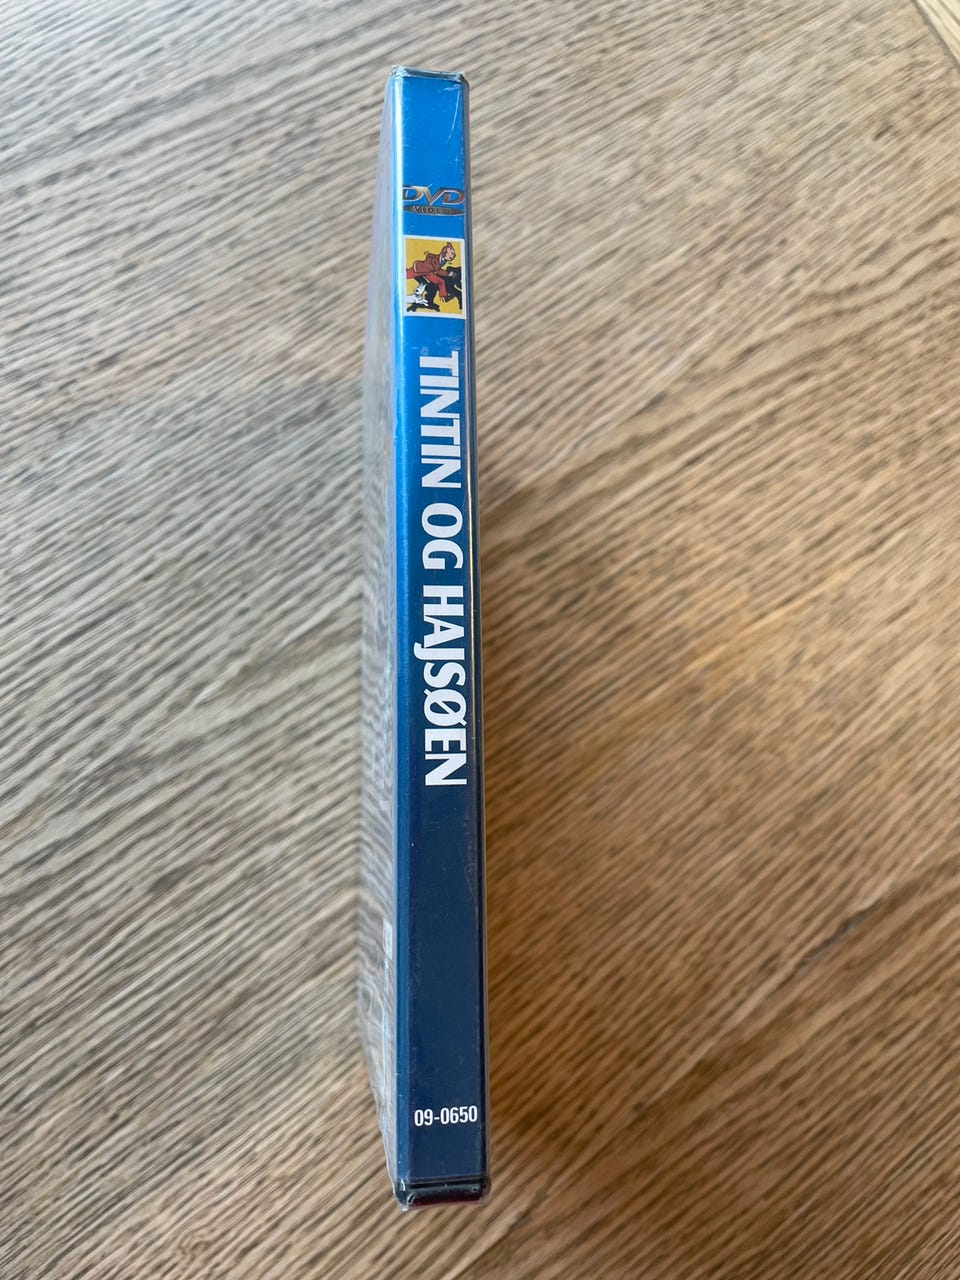 DVD
VIDEO
TINTIN OG HAJSØEN
09-0650